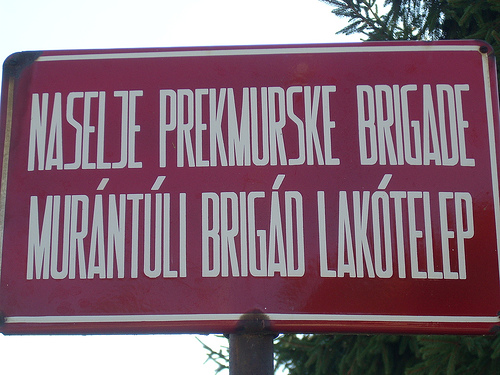 NASELJE PREKMURSKE BRIGADE
MURÁNTÚLI BRIGÁD LAKÓTELEP